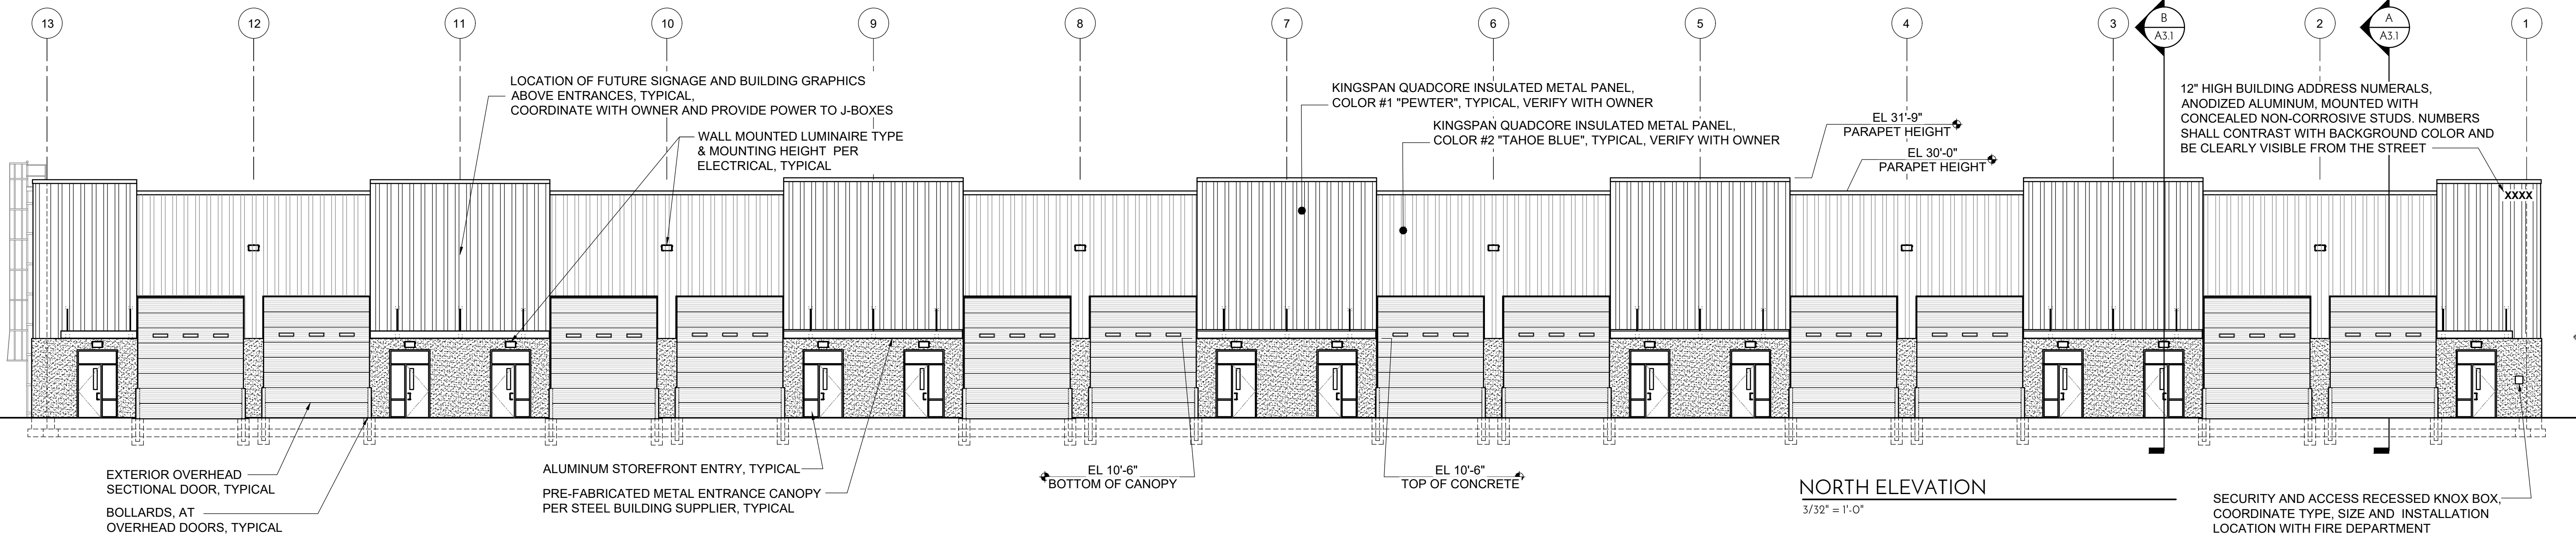 13
12
11
10
9
8
7
6
5
4
3
B
A3.1
2
A
A3.1
1
LOCATION OF FUTURE SIGNAGE AND BUILDING GRAPHICS
ABOVE ENTRANCES, TYPICAL,
COORDINATE WITH OWNER AND PROVIDE POWER TO J-BOXES
WALL MOUNTED LUMINAIRE TYPE
& MOUNTING HEIGHT PER
ELECTRICAL, TYPICAL
KINGSPAN QUADCORE INSULATED METAL PANEL,
COLOR #1 "PEWTER", TYPICAL, VERIFY WITH OWNER
KINGSPAN QUADCORE INSULATED METAL PANEL,
COLOR #2 "TAHOE BLUE", TYPICAL, VERIFY WITH OWNER
EL 31'-9"
PARAPET HEIGHT
EL 30'-0"
PARAPET HEIGHT
12" HIGH BUILDING ADDRESS NUMERALS,
ANODIZED ALUMINUM, MOUNTED WITH
CONCEALED NON-CORROSIVE STUDS. NUMBERS
SHALL CONTRAST WITH BACKGROUND COLOR AND
BE CLEARLY VISIBLE FROM THE STREET
XXXX
EXTERIOR OVERHEAD
SECTIONAL DOOR, TYPICAL
BOLLARDS, AT
OVERHEAD DOORS, TYPICAL
ALUMINUM STOREFRONT ENTRY, TYPICAL
PRE-FABRICATED METAL ENTRANCE CANOPY
PER STEEL BUILDING SUPPLIER, TYPICAL
EL 10'-6"
BOTTOM OF CANOPY
EL 10'-6"
TOP OF CONCRETE
NORTH ELEVATION
3/32" = 1'-0"
SECURITY AND ACCESS RECESSED KNOX BOX,
COORDINATE TYPE, SIZE AND INSTALLATION
LOCATION WITH FIRE DEPARTMENT